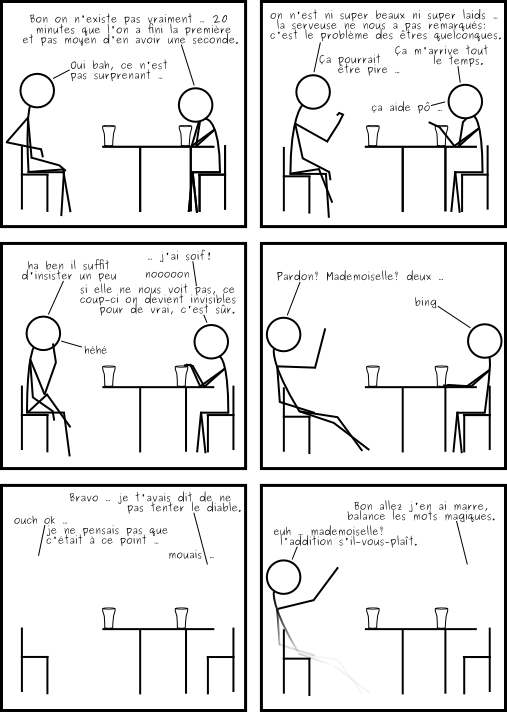 Bon on n'existe pas vraiment .. 20
minutes que l'on a fini la première
et pas moyen d'en avoir une seconde.
Oui bah, ce n'est
pas surprenant ..
on n'est ni super beaux ni super laids ..
la serveuse ne nous a pas remarqués:
c'est le problème des êtres quelconques.
Ça pourrait
être pire ..
Ça m'arrive tout
le temps.
ça aide pô ..
ha ben il suffit
d'insister un peu
.. j'ai soif!
nooooon
si elle ne nous voit pas, ce
coup-ci on devient invisibles
pour de vrai, c'est sûr.
héhé
Pardon? Mademoiselle? deux ..
bing
Bravo .. je t'avais dit de ne
pas tenter le diable.
ouch ok ..
je ne pensais pas que
c'était à ce point ..
mouais ..
Bon allez j'en ai marre,
balance les mots magiques.
euh .. mademoiselle?
l'addition s'il-vous-plaît.